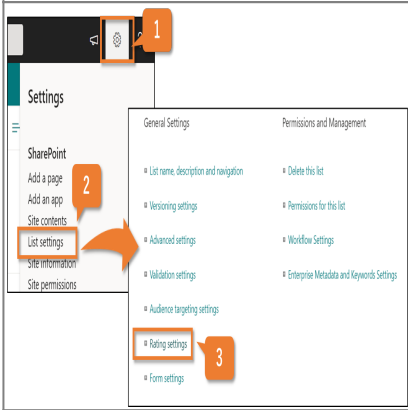 1
Settings
SharePoint
Add a page
Add an app
Site contents
List settings
Site information
Site permissions
2
General Settings
List name, description and navigation
Versioning settings
Advanced settings
Validation settings
Audience targeting settings
Rating settings
Form settings
3
Permissions and Management
Delete this list
Permissions for this list
Workflow Settings
Enterprise Metadata and Keywords Settings